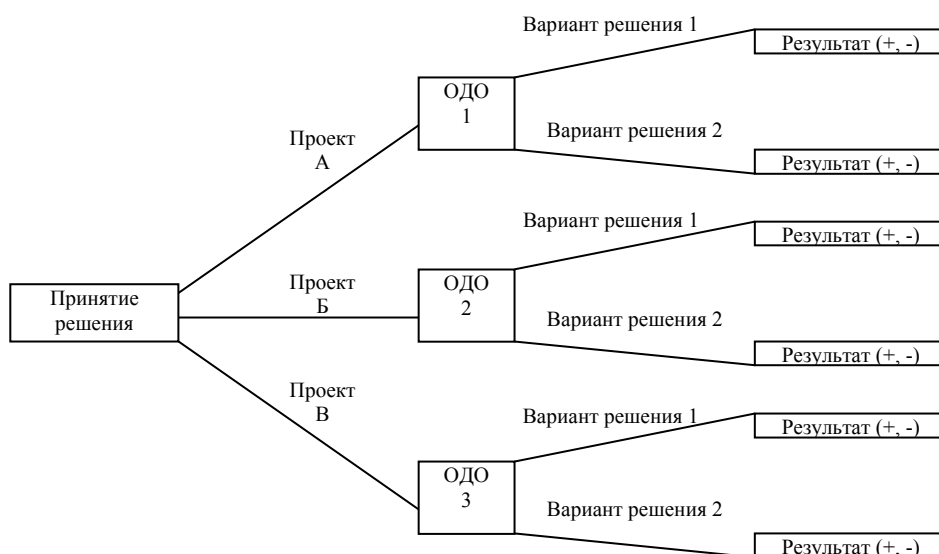 Вариант решения 1
Результат (+, -)
ОДО
1
Вариант решения 2
Проект
А
Результат (+, -)
Вариант решения 1
Результат (+, -)
ОДО
2
Проект
Б
Принятие
решения
Вариант решения 2
Результат (+, -)
Проект
В
Вариант решения 1
Результат (+, -)
ОДО
3
Вариант решения 2
Результат (+, -)